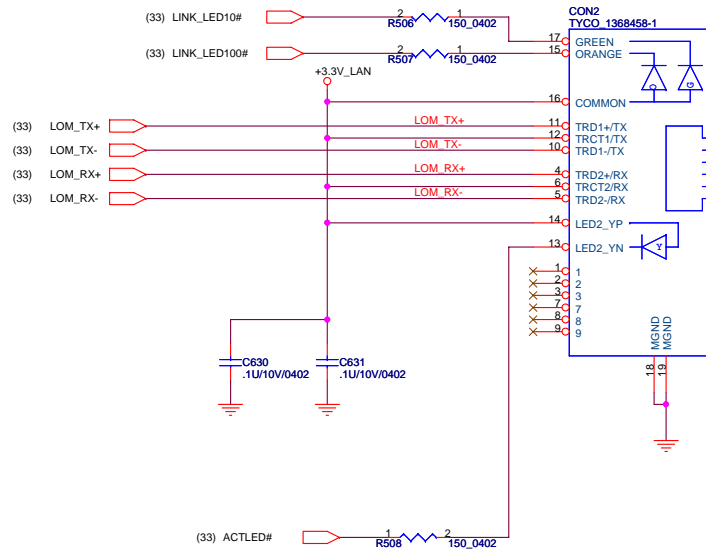 CON2
TYCO_1368458-1
(33) LINK_LED10# 2 1 17 GREEN
R506 150_0402
(33) LINK_LED100# 2 1 15 ORANGE
R507 150_0402
O G
+3.3V_LAN
16 COMMON
(33) LOM_TX+ LOM_TX+ 11 TRD1+/TX
12 TRCT1/TX
(33) LOM_TX- LOM_TX- 10 TRD1-/TX
(33) LOM_RX+ LOM_RX+ 4 TRD2+/RX
6 TRCT2/RX
(33) LOM_RX- LOM_RX- 5 TRD2-/RX
14 LED2_YP
13 LED2_YN Y
1 1
2 2
3 3
7 7
8 8
9 9
MGND
MGND
18
19
C630
.1U/10V/0402
C631
.1U/10V/0402
(33) ACTLED# 1 2
R508 150_0402